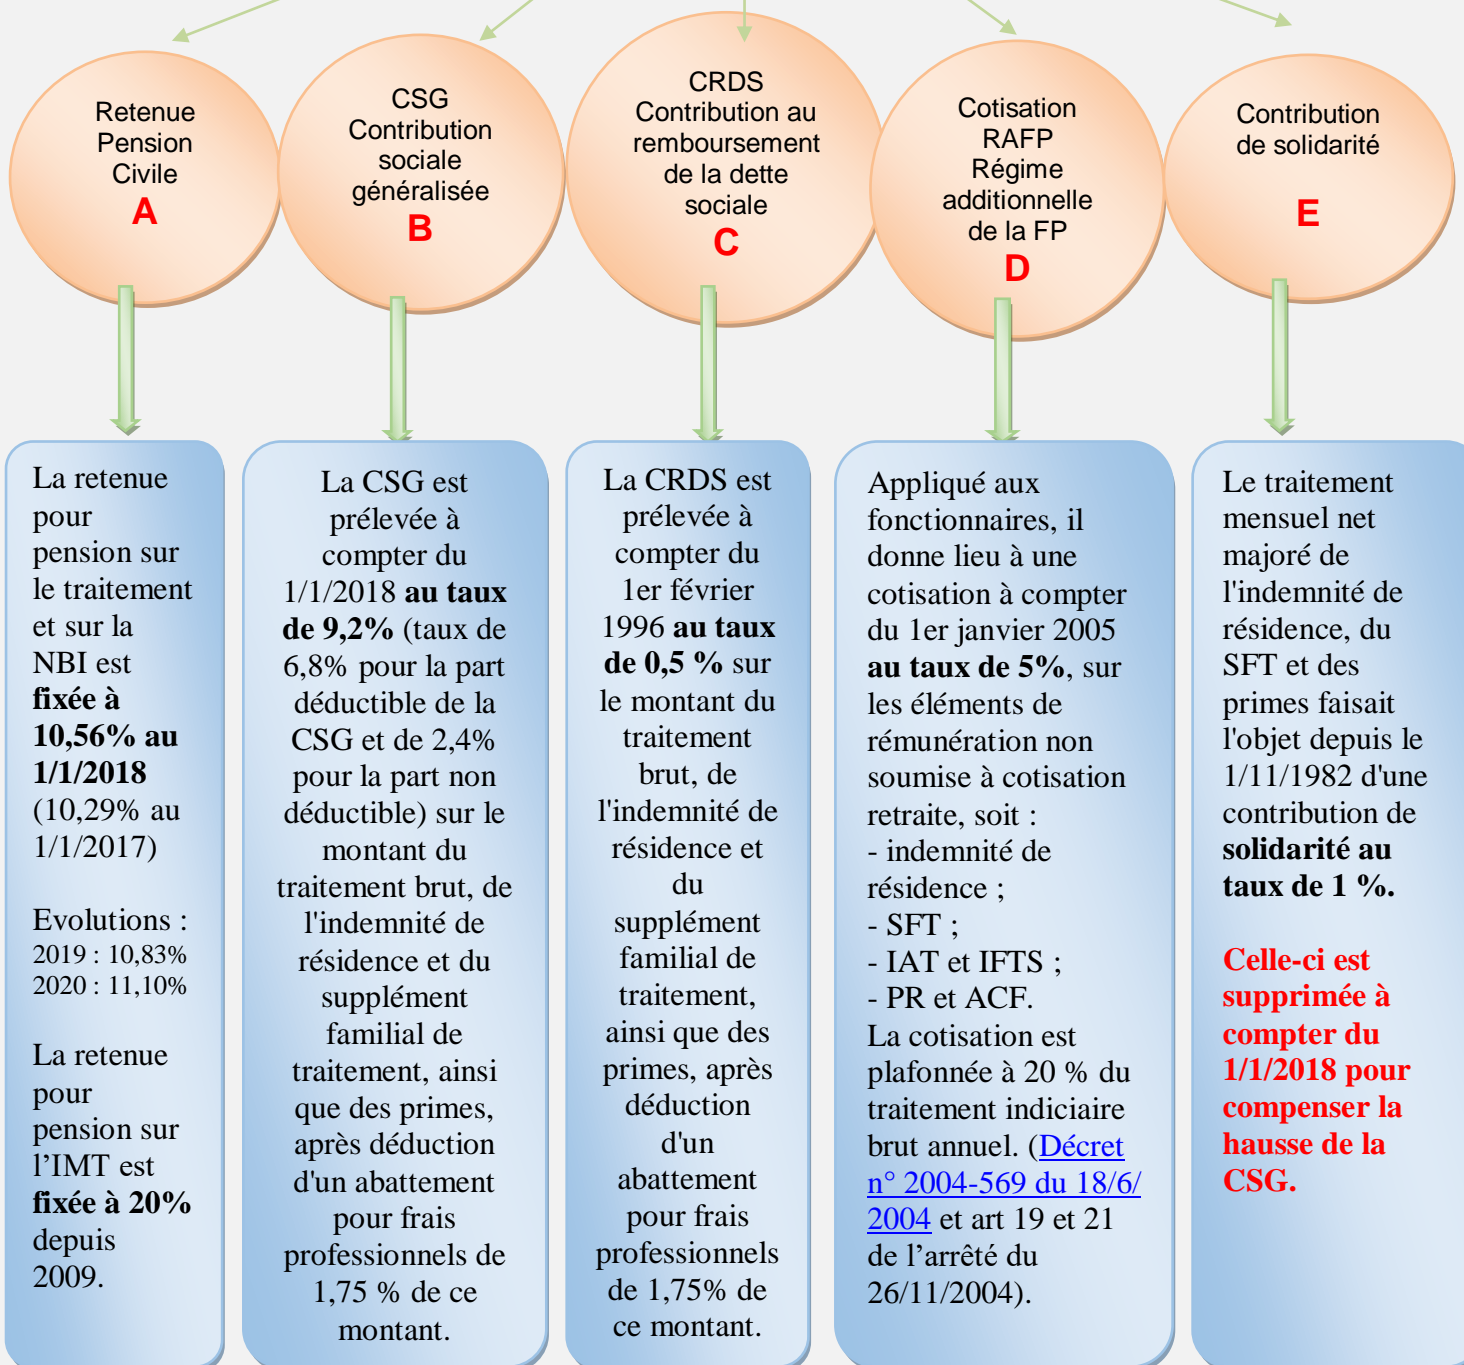 Retenue
Pension
Civile
A
CSG
Contribution
sociale
généralisée
B
CRDS
Contribution au
remboursement
de la dette
sociale
C
Cotisation
RAFP
Régime
additionnelle
de la FP
D
Contribution
de solidarité
E
La retenue
pour
pension sur
le traitement
et sur la
NBI est
fixée à
10,56% au
1/1/2018
(10,29% au
1/1/2017)
Evolutions :
2019 : 10,83%
2020 : 11,10%
La retenue
pour
pension sur
l’IMT est
fixée à 20%
depuis
2009.
La CSG est
prélevée à
compter du
1/1/2018 au taux
de 9,2% (taux de
6,8% pour la part
déductible de la
CSG et de 2,4%
pour la part non
déductible) sur le
montant du
traitement brut, de
l'indemnité de
résidence et du
supplément
familial de
traitement, ainsi
que des primes,
après déduction
d'un abattement
pour frais
professionnels de
1,75 % de ce
montant.
La CRDS est
prélevée à
compter du
1er février
1996 au taux
de 0,5 % sur
le montant du
traitement
brut, de
l'indemnité de
résidence et
du
supplément
familial de
traitement,
ainsi que des
primes, après
déduction
d'un
abattement
pour frais
professionnels
de 1,75% de
ce montant.
Appliqué aux
fonctionnaires, il
donne lieu à une
cotisation à compter
du 1er janvier 2005
au taux de 5%, sur
les éléments de
rémunération non
soumise à cotisation
retraite, soit :
- indemnité de
résidence ;
- SFT ;
- IAT et IFTS ;
- PR et ACF.
La cotisation est
plafonnée à 20 % du
traitement indiciaire
brut annuel. (Décret
n° 2004-569 du 18/6/
2004 et art 19 et 21
de l’arrêté du
26/11/2004).
Le traitement
mensuel net
majoré de
l'indemnité de
résidence, du
SFT et des
primes faisait
l'objet depuis le
1/11/1982 d'une
contribution de
solidarité au
taux de 1 %.
Celle-ci est
supprimée à
compter du
1/1/2018 pour
compenser la
hausse de la
CSG.